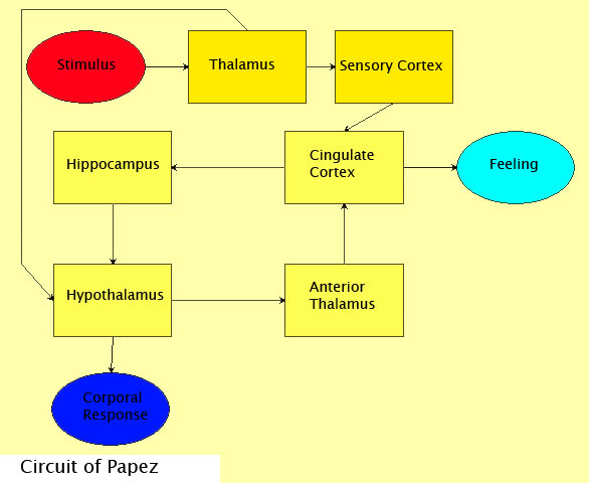 Stimulus
Thalamus
Sensory Cortex
Hippocampus
Cingulate
Cortex
Feeling
Hypothalamus
Anterior
Thalamus
Corporal
Response
Circuit of Papez